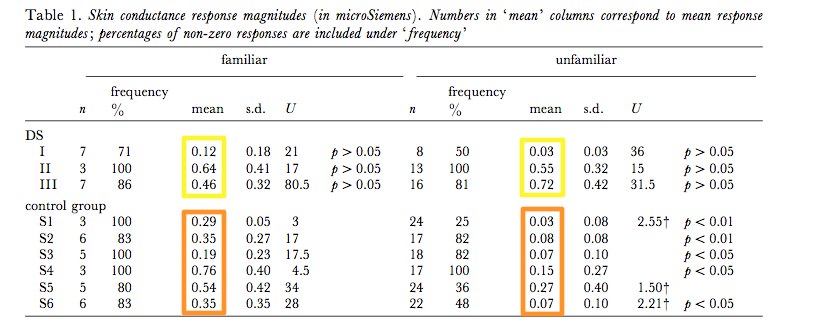 Table 1. Skin conductance response magnitudes (in microSiemens). Numbers in ‘mean’ columns correspond to mean response
magnitudes; percentages of non-zero responses are included under ‘frequency’
familiar unfamiliar
frequency frequency
n % mean s.d. U n % mean s.d. U
DS
I 7 71 0.12 0.18 21 p > 0.05 8 50 0.03 0.03 36 p > 0.05
II 3 100 0.64 0.41 17 p > 0.05 13 100 0.55 0.32 15 p > 0.05
III 7 86 0.46 0.32 80.5 p > 0.05 16 81 0.72 0.42 31.5 p > 0.05
control group
S1 3 100 0.29 0.05 3 24 25 0.03 0.08 2.55† p < 0.01
S2 6 83 0.35 0.27 17 17 82 0.08 0.08 p < 0.01
S3 5 100 0.19 0.23 17.5 18 82 0.07 0.10 p < 0.05
S4 3 100 0.76 0.40 4.5 17 100 0.15 0.27 p < 0.05
S5 5 80 0.54 0.42 34 24 36 0.27 0.40 1.50†
S6 6 83 0.35 0.35 28 22 48 0.07 0.10 2.21† p < 0.05